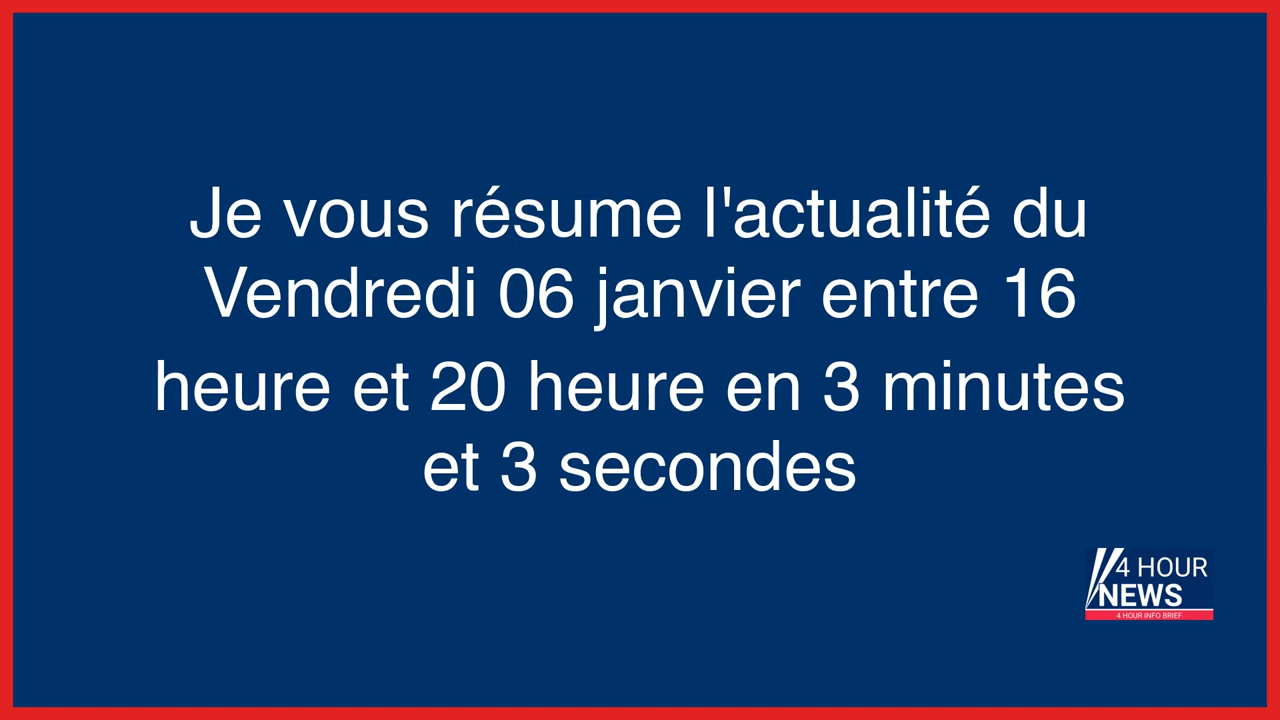 Je vous résume l'actualité du
Vendredi 06 janvier entre 16
heure et 20 heure en 3 minutes
et 3 secondes
4 HOUR
NEWS
4 HOUR INFO BRIEF